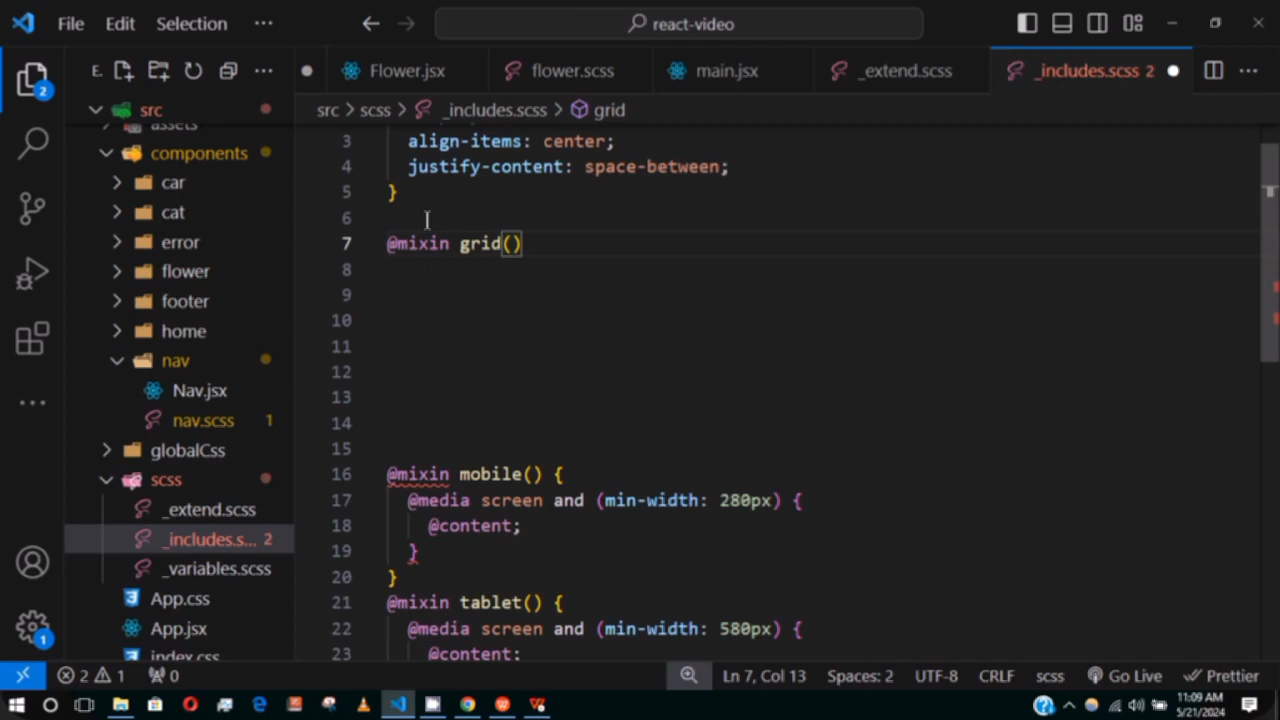 File Edit Selection ··· react-video
E. ···
Flower.jsx flower.scss main.jsx _extend.scss _includes.scss 2 ···
src > scss > _includes.scss > grid
src
assets
components
car
cat
error
flower
footer
home
nav
Nav.jsx
nav.scss 1
globalCss
scss
_extend.scss
_includes.s... 2
_variables.scss
App.css
App.jsx
index.css
2
1
3 align-items: center;
4 justify-content: space-between;
5 }
6
7 @mixin grid()
8
9
10
11
12
13
14
15
16 @mixin mobile() {
17 @media screen and (min-width: 280px) {
18 @content;
19 }
20 }
21 @mixin tablet() {
22 @media screen and (min-width: 580px) {
23 @content;
2 1 0 Ln 7, Col 13 Spaces: 2 UTF-8 CRLF scss Go Live Prettier
11:09 AM
5/21/2024